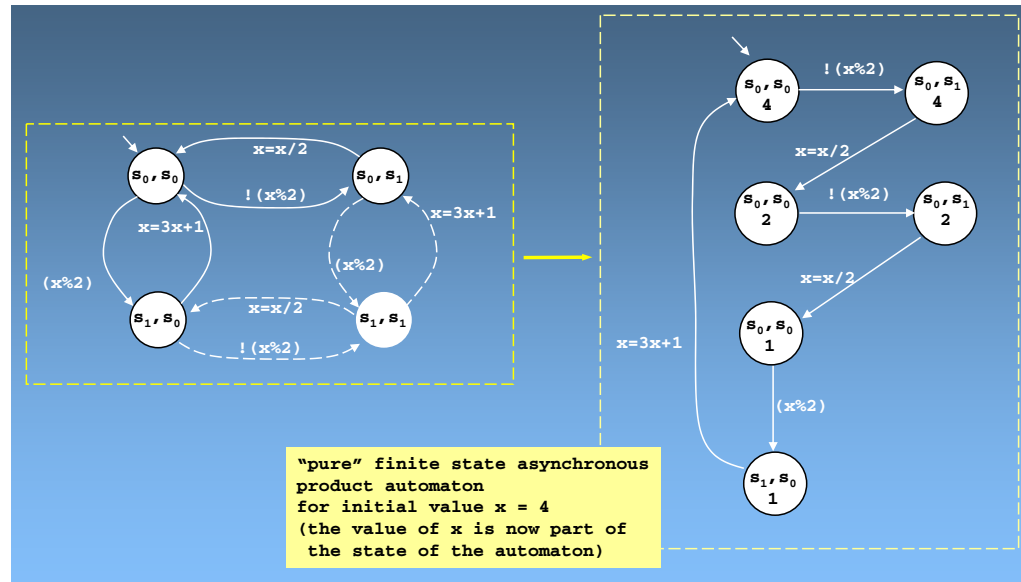 x=x/2
s₀,s₀
s₀,s₁
!(x%2)
x=3x+1
x=3x+1
(x%2)
(x%2)
s₁,s₀
x=x/2
s₁,s₁
!(x%2)
s₀,s₀
4
!(x%2)
s₀,s₁
4
x=x/2
s₀,s₀
2
!(x%2)
s₀,s₁
2
x=x/2
s₀,s₀
1
x=3x+1
(x%2)
s₁,s₀
1
“pure” finite state asynchronous
product automaton
for initial value x = 4
(the value of x is now part of
the state of the automaton)